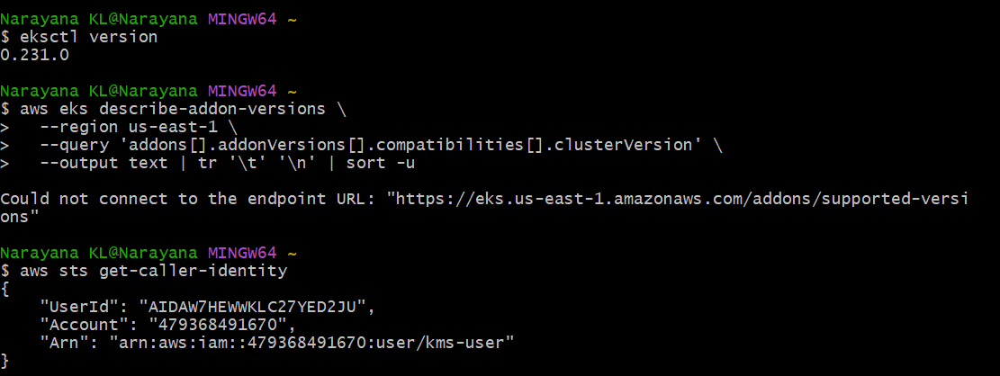 Narayana KL@Narayana MINGW64 ~
$ eksctl version
0.231.0
Narayana KL@Narayana MINGW64 ~
$ aws eks describe-addon-versions \
>   --region us-east-1 \
>   --query 'addons[].addonVersions[].compatibilities[].clusterVersion' \
>   --output text | tr '\t' '\n' | sort -u
Could not connect to the endpoint URL: "https://eks.us-east-1.amazonaws.com/addons/supported-versi
ons"
Narayana KL@Narayana MINGW64 ~
$ aws sts get-caller-identity
{
    "UserId": "AIDAW7HEWWKLC27YED2JU",
    "Account": "479368491670",
    "Arn": "arn:aws:iam::479368491670:user/kms-user"
}